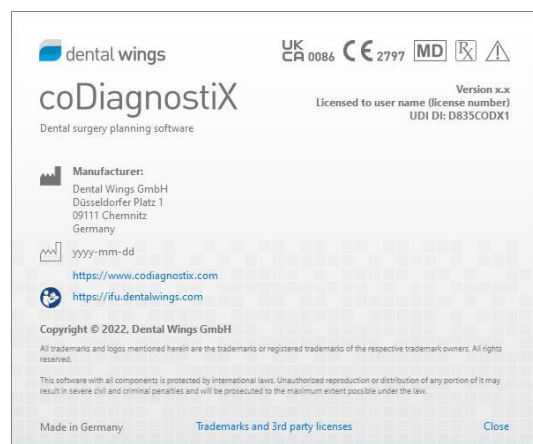 dental wings
UK CA 0086 CE 2797 MD Rx
coDiagnostiX
Dental surgery planning software
Version x.x
Licensed to user name (license number)
UDI DI: D835CODX1
Manufacturer:
Dental Wings GmbH
Düsseldorfer Platz 1
09111 Chemnitz
Germany
yyyy-mm-dd
https://www.codiagnostix.com
https://ifu.dentalwings.com
Copyright © 2022, Dental Wings GmbH
All trademarks and logos mentioned herein are the trademarks or registered trademarks of the respective trademark owners. All rights
reserved.
This software with all components is protected by international laws. Unauthorized reproduction or distribution of any portion of it may
result in severe civil and criminal penalties and will be prosecuted to the maximum extent possible under the law.
Made in Germany
Trademarks and 3rd party licenses
Close